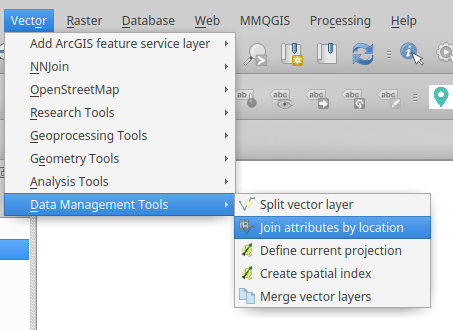 Vector Raster Database Web MMQGIS Processing Help
Add ArcGIS feature service layer
NNJoin
OpenStreetMap
Research Tools
Geoprocessing Tools
Geometry Tools
Analysis Tools
Data Management Tools
Split vector layer
Join attributes by location
Define current projection
Create spatial index
Merge vector layers
abc abc abc abc abc